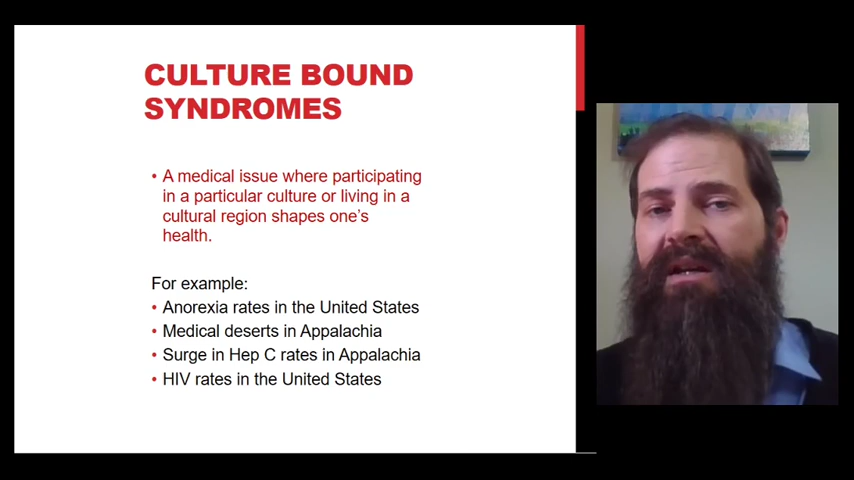 CULTURE BOUND
SYNDROMES
• A medical issue where participating
in a particular culture or living in a
cultural region shapes one's
health.
For example:
• Anorexia rates in the United States
• Medical deserts in Appalachia
• Surge in Hep C rates in Appalachia
• HIV rates in the United States